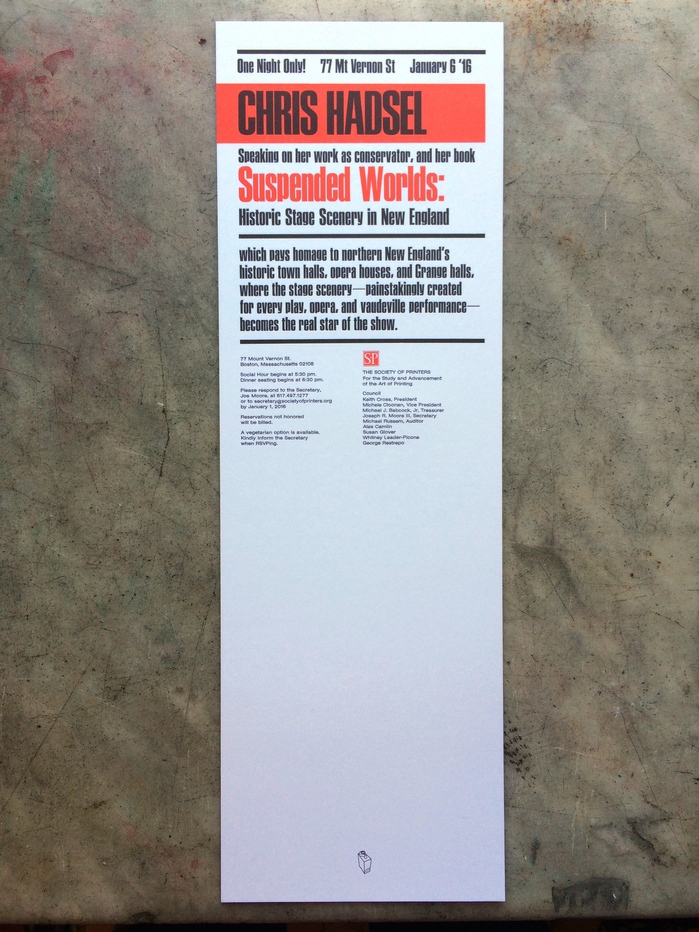 One Night Only! 77 Mt Vernon St January 6 '16
CHRIS HADSEL
Speaking on her work as conservator, and her book
Suspended Worlds:
Historic Stage Scenery in New England
which pays homage to northern New England's
historic town halls, opera houses, and Grange halls,
where the stage scenery—painstakingly created
for every play, opera, and vaudeville performance—
becomes the real star of the show.
77 Mount Vernon St.
Boston, Massachusetts 02108
Social Hour begins at 5:30 pm.
Dinner seating begins at 6:30 pm.
Please respond to the Secretary,
Joe Moore, at 617.497.1277
or to secretary@societyofprinters.org
by January 1, 2016
Reservations not honored
will be billed.
A vegetarian option is available.
Kindly inform the Secretary
when RSVPing.
SP
THE SOCIETY OF PRINTERS
For the Study and Advancement
of the Art of Printing
Council
Keith Cross, President
Michele Cloonan, Vice President
Michael J. Babcock, Jr, Treasurer
Joseph R. Moore III, Secretary
Michael Russem, Auditor
Alex Camlin
Susan Glover
Whitney Leader-Picone
George Restrepo